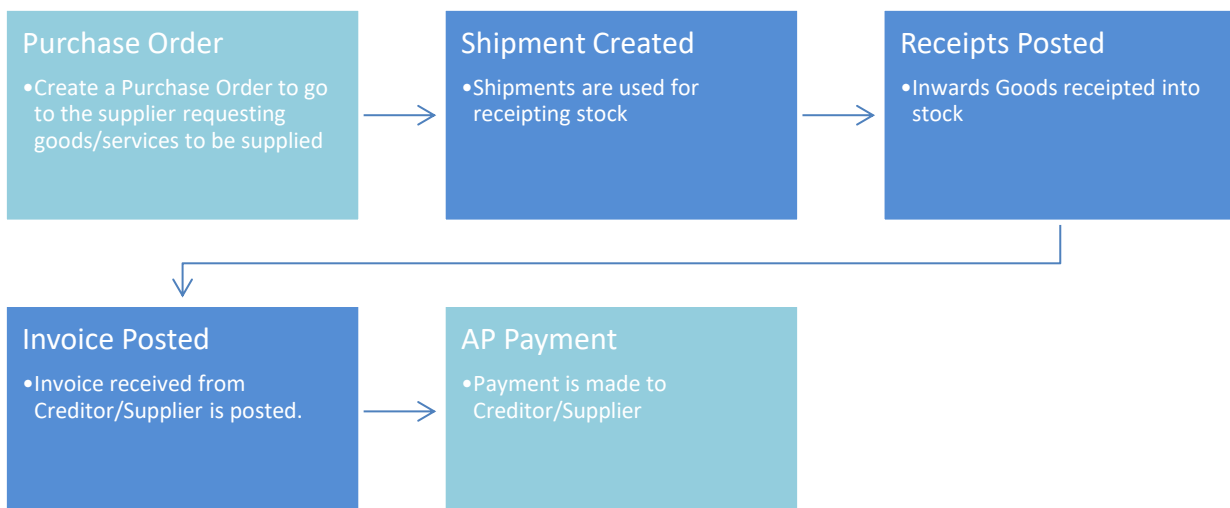 Purchase Order
•Create a Purchase Order to go
to the supplier requesting
goods/services to be supplied
Shipment Created
•Shipments are used for
receipting stock
Receipts Posted
•Inwards Goods receipted into
stock
Invoice Posted
•Invoice received from
Creditor/Supplier is posted.
AP Payment
•Payment is made to
Creditor/Supplier